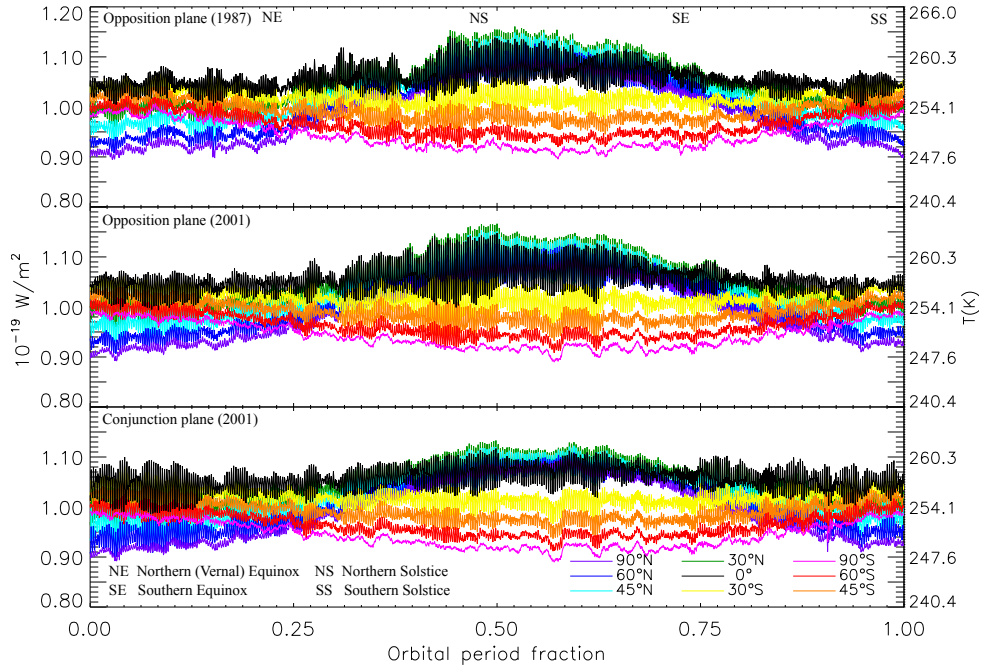 NE NS SE SS
Opposition plane (1987)
1.20
1.10
1.00
0.90
0.80
266.0
260.3
254.1
247.6
240.4
Opposition plane (2001)
1.10
1.00
0.90
0.80
260.3
254.1
247.6
240.4
Conjunction plane (2001)
1.10
1.00
0.90
0.80
260.3
254.1
247.6
240.4
10⁻¹⁹ W/m²
T(K)
NE Northern (Vernal) Equinox NS Northern Solstice
SE Southern Equinox SS Southern Solstice
90°N 30°N 90°S
60°N 0° 60°S
45°N 30°S 45°S
0.00 0.25 0.50 0.75 1.00
Orbital period fraction